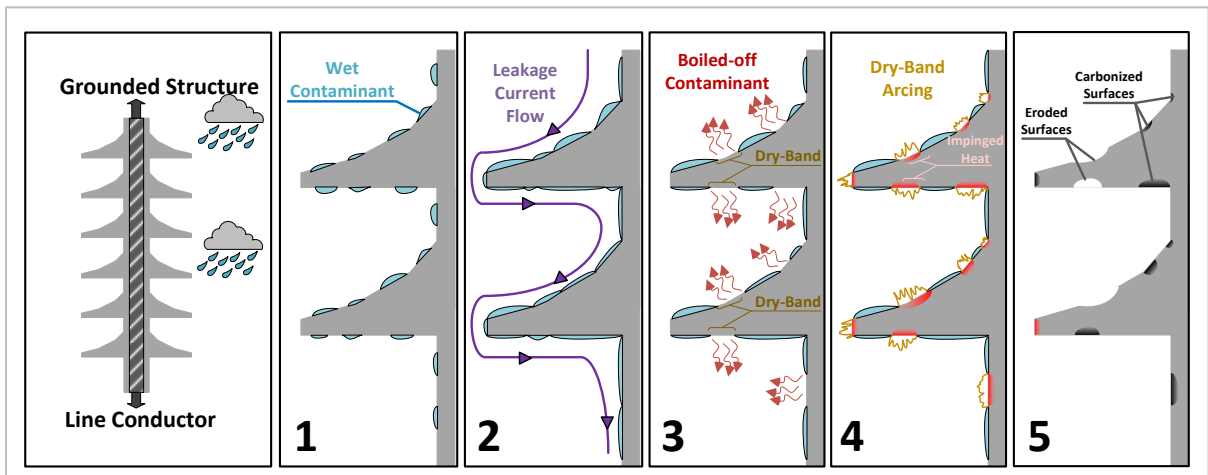 Grounded Structure
Line Conductor
Wet
Contaminant
1
Leakage
Current
Flow
2
Boiled-off
Contaminant
Dry-Band
Dry-Band
3
Dry-Band
Arcing
Impinged
Heat
4
Carbonized
Surfaces
Eroded
Surfaces
5